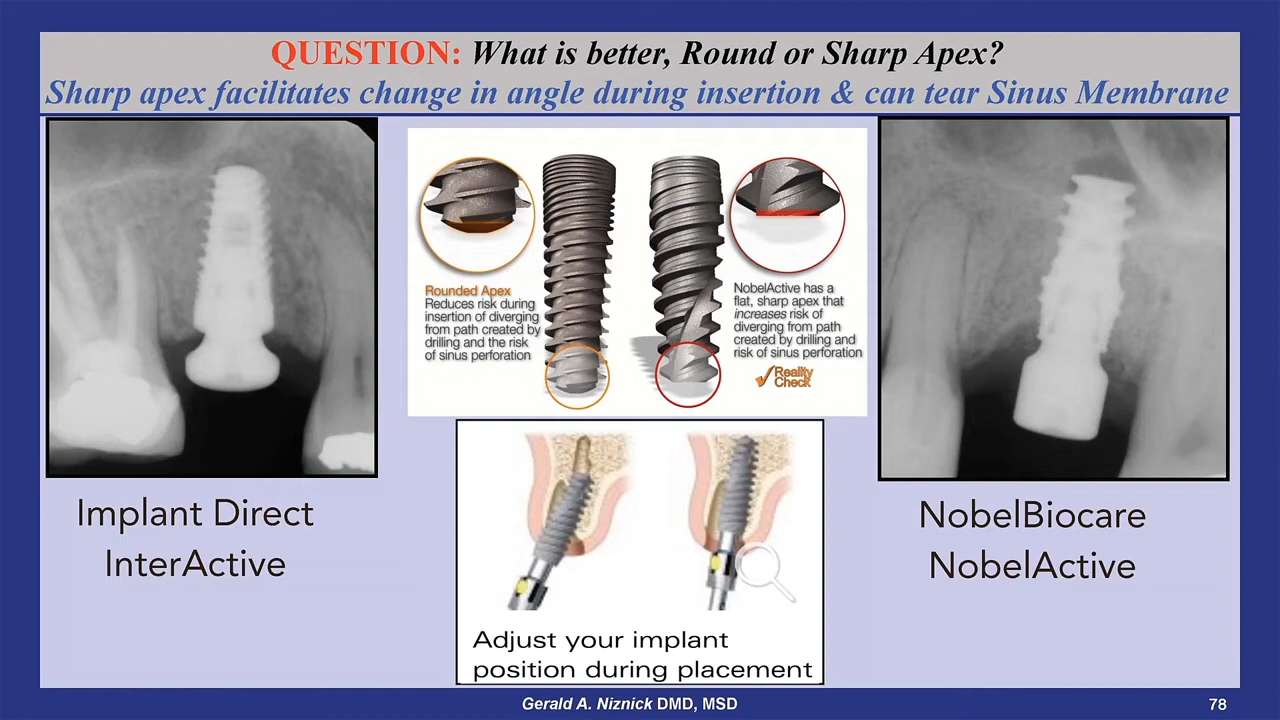 QUESTION: What is better, Round or Sharp Apex?
Sharp apex facilitates change in angle during insertion & can tear Sinus Membrane
Rounded Apex
Reduces risk during
insertion of diverging
from path created by
drilling and the risk
of sinus perforation
NobelActive has a
flat, sharp apex that
increases risk of
diverging from path
created by drilling and
risk of sinus perforation
Reality
Check
Implant Direct
InterActive
NobelBiocare
NobelActive
Adjust your implant
position during placement
Gerald A. Niznick DMD, MSD
78